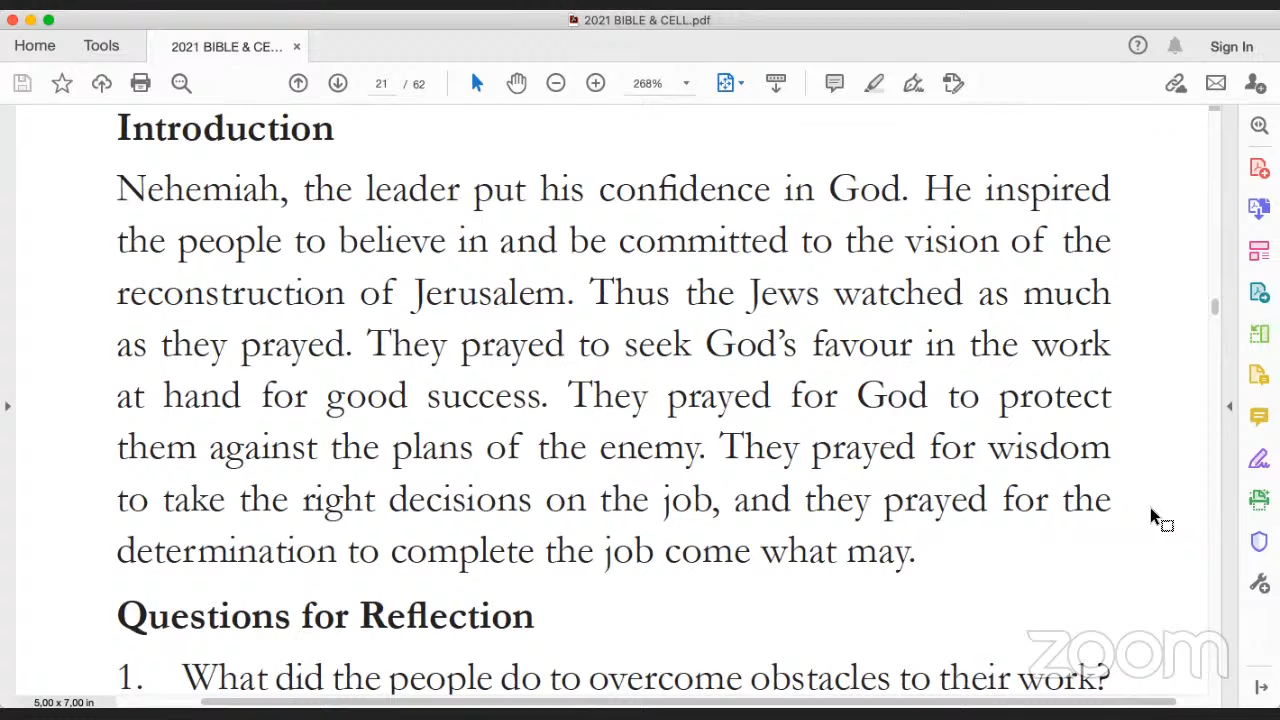 2021 BIBLE & CELL.pdf
Home Tools 2021 BIBLE & CE... × Sign In
21 / 62 268%
Introduction
Nehemiah, the leader put his confidence in God. He inspired
the people to believe in and be committed to the vision of the
reconstruction of Jerusalem. Thus the Jews watched as much
as they prayed. They prayed to seek God’s favour in the work
at hand for good success. They prayed for God to protect
them against the plans of the enemy. They prayed for wisdom
to take the right decisions on the job, and they prayed for the
determination to complete the job come what may.
Questions for Reflection
1. What did the people do to overcome obstacles to their work?
zoom
5,00 x 7,00 in